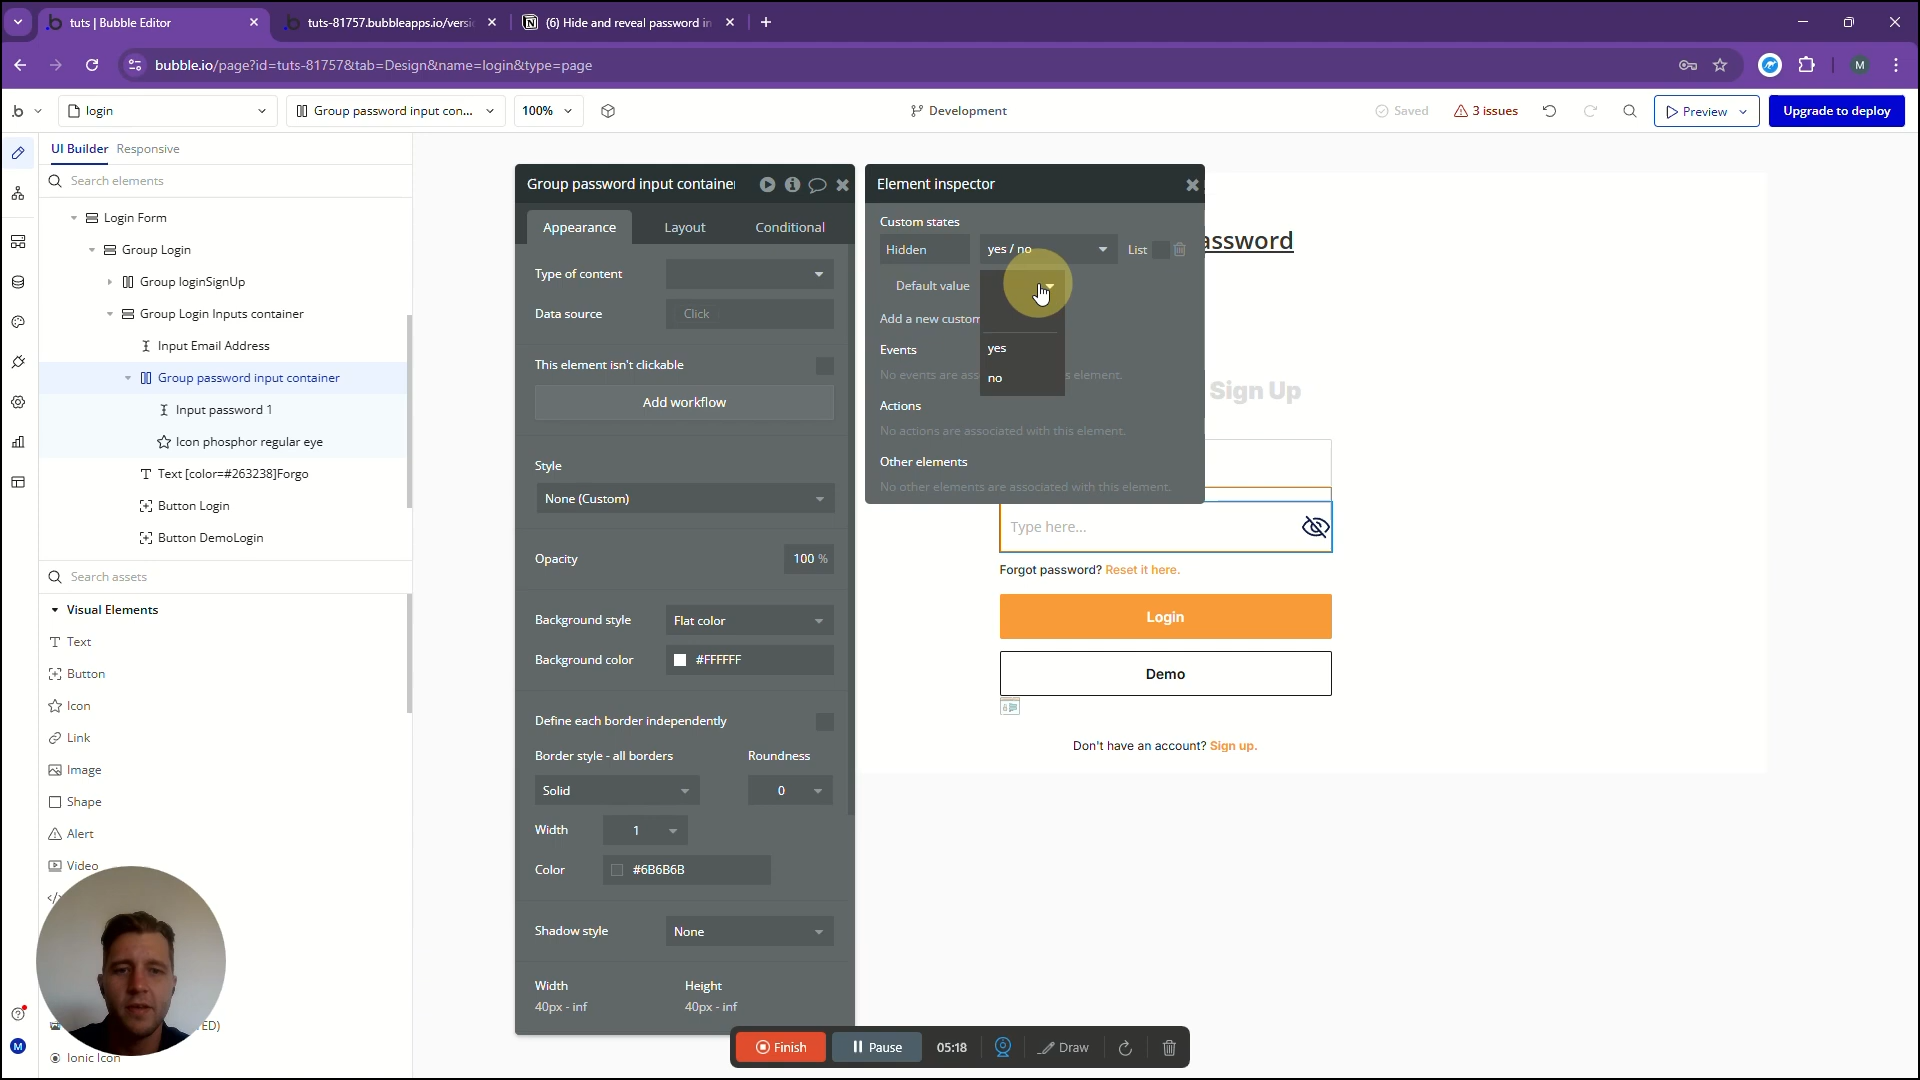 tuts | Bubble Editor
tuts-81757.bubbleapps.io/versi
(6) Hide and reveal password in
bubble.io/page?id=tuts-81757&tab=Design&name=login&type=page
M
b
login
Group password input con...
100%
Development
Saved
3 issues
Preview
Upgrade to deploy
UI Builder
Responsive
Search elements
Login Form
Group Login
Group loginSignUp
Group Login Inputs container
Input Email Address
Group password input container
Input password 1
Icon phosphor regular eye
Text [color=#263238]Forgo
Button Login
Button DemoLogin
Search assets
Visual Elements
Text
Button
Icon
Link
Image
Shape
Alert
Video
</>
ED)
Ionic Icon
M
Group password input container
Appearance
Layout
Conditional
Type of content
Data source
Click
This element isn't clickable
Add workflow
Style
None (Custom)
Opacity
100 %
Background style
Flat color
Background color
#FFFFFF
Define each border independently
Border style - all borders
Roundness
Solid
0
Width
1
Color
#6B6B6B
Shadow style
None
Width
Height
40px - inf
40px - inf
Element inspector
Custom states
Hidden
yes / no
List
Default value
yes
no
Add a new custom
Events
No events are ass
s element.
Actions
No actions are associated with this element.
Other elements
No other elements are associated with this element.
assword
Sign Up
Type here...
Forgot password? Reset it here.
Login
Demo
Don't have an account? Sign up.
Finish
Pause
05:18
Draw